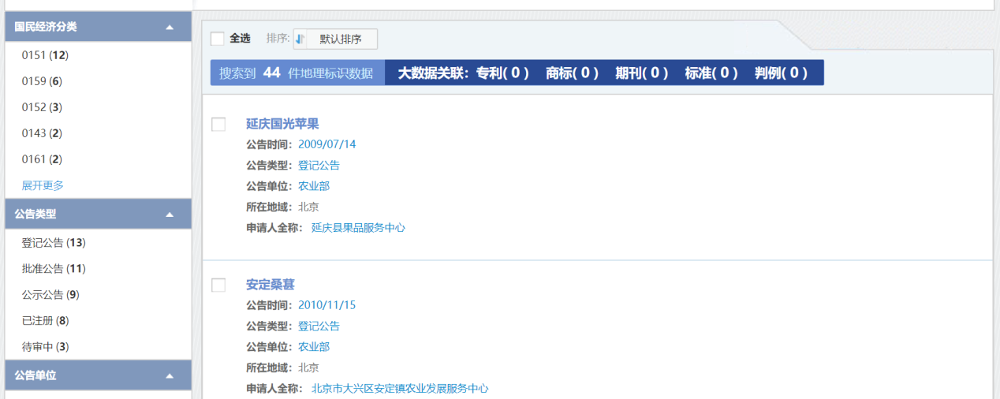 国民经济分类
0151 (12)
0159 (6)
0152 (3)
0143 (2)
0161 (2)
展开更多
公告类型
登记公告 (13)
批准公告 (11)
公示公告 (9)
已注册 (8)
待审中 (3)
公告单位
全选 排序: 默认排序
搜索到 44 件地理标识数据 大数据关联：专利( 0 ) 商标( 0 ) 期刊( 0 ) 标准( 0 ) 判例( 0 )
延庆国光苹果
公告时间： 2009/07/14
公告类型： 登记公告
公告单位： 农业部
所在地域： 北京
申请人全称： 延庆县果品服务中心
安定桑葚
公告时间： 2010/11/15
公告类型： 登记公告
公告单位： 农业部
所在地域： 北京
申请人全称： 北京市大兴区安定镇农业发展服务中心